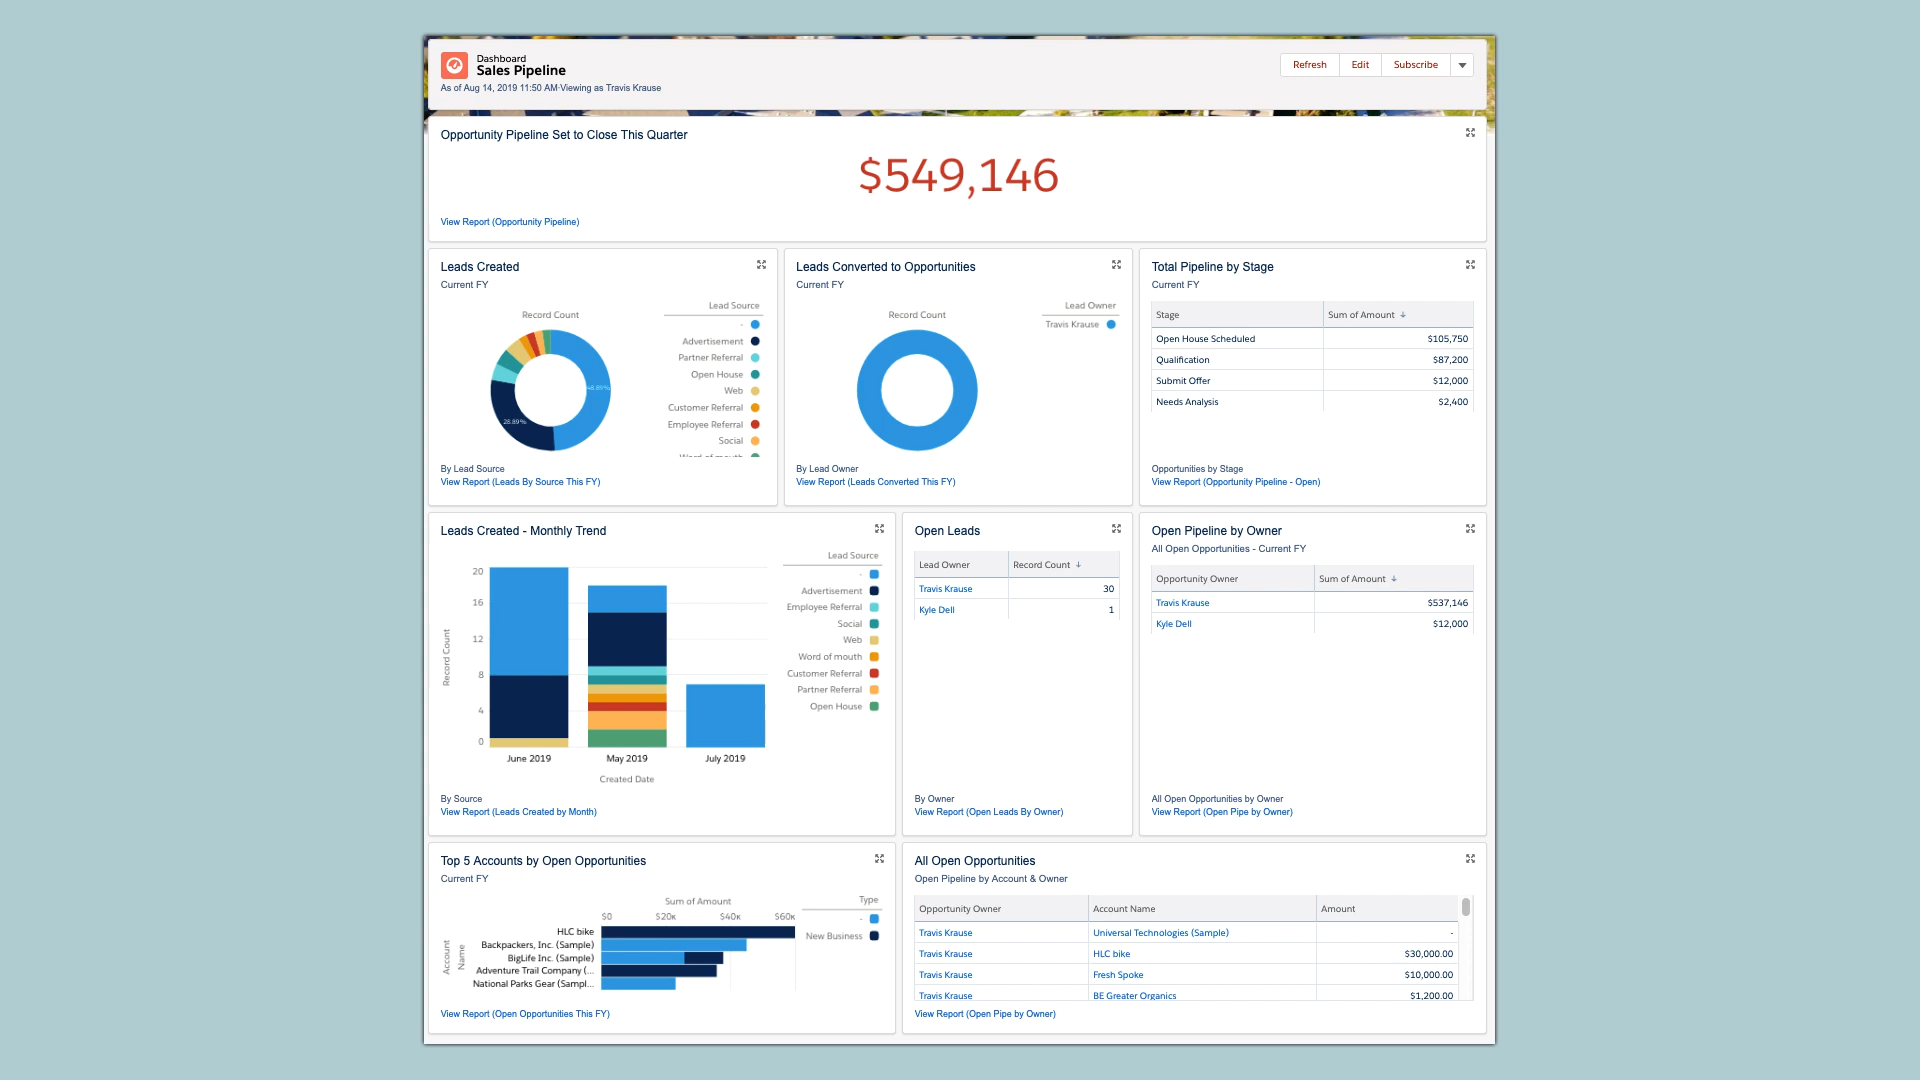 Dashboard
Sales Pipeline
As of Aug 14, 2019 11:50 AM·Viewing as Travis Krause
Refresh
Edit
Subscribe
Opportunity Pipeline Set to Close This Quarter
$549,146
View Report (Opportunity Pipeline)
Leads Created
Current FY
Record Count
48.89%
28.89%
Lead Source
-
Advertisement
Partner Referral
Open House
Web
Customer Referral
Employee Referral
Social
Word of mouth
By Lead Source
View Report (Leads By Source This FY)
Leads Converted to Opportunities
Current FY
Record Count
Lead Owner
Travis Krause
By Lead Owner
View Report (Leads Converted This FY)
Total Pipeline by Stage
Current FY
Stage Sum of Amount ↓
Open House Scheduled $105,750
Qualification $87,200
Submit Offer $12,000
Needs Analysis $2,400
Opportunities by Stage
View Report (Opportunity Pipeline - Open)
Leads Created - Monthly Trend
Record Count
20
16
12
8
4
0
June 2019 May 2019 July 2019
Created Date
Lead Source
-
Advertisement
Employee Referral
Social
Web
Word of mouth
Customer Referral
Partner Referral
Open House
By Source
View Report (Leads Created by Month)
Open Leads
Lead Owner Record Count ↓
Travis Krause 30
Kyle Dell 1
By Owner
View Report (Open Leads By Owner)
Open Pipeline by Owner
All Open Opportunities - Current FY
Opportunity Owner Sum of Amount ↓
Travis Krause $537,146
Kyle Dell $12,000
All Open Opportunities by Owner
View Report (Open Pipe by Owner)
Top 5 Accounts by Open Opportunities
Current FY
Sum of Amount
$0 $20K $40K $60K
Account Name
HLC bike
Backpackers, Inc. (Sample)
BigLife Inc. (Sample)
Adventure Trail Company (...
National Parks Gear (Sampl...
Type
-
New Business
View Report (Open Opportunities This FY)
All Open Opportunities
Open Pipeline by Account & Owner
Opportunity Owner Account Name Amount
Travis Krause Universal Technologies (Sample) -
Travis Krause HLC bike $30,000.00
Travis Krause Fresh Spoke $10,000.00
Travis Krause BE Greater Organics $1,200.00
View Report (Open Pipe by Owner)